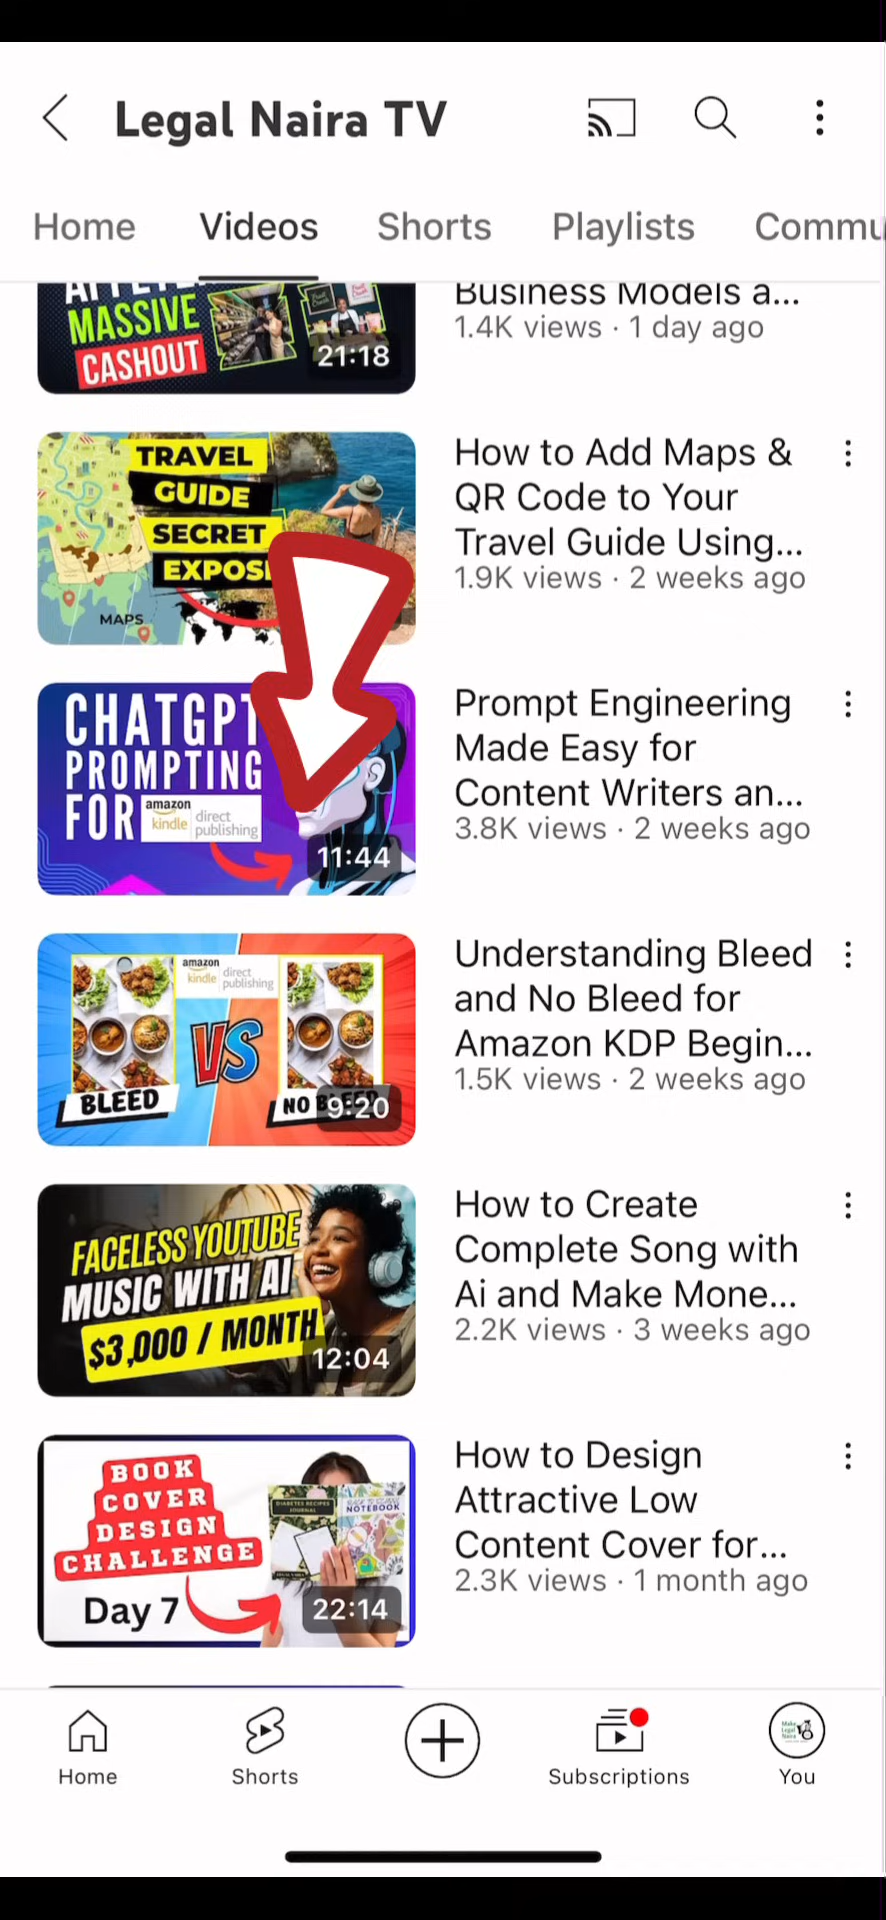 Legal Naira TV
Home Videos Shorts Playlists Commu
MASSIVE
CASHOUT
21:18
Business Models a...
1.4K views · 1 day ago
TRAVEL
GUIDE
SECRET
EXPOS
MAPS
How to Add Maps &
QR Code to Your
Travel Guide Using...
1.9K views · 2 weeks ago
CHATGPT
PROMPTING
FOR
amazon
kindle
direct
publishing
11:44
Prompt Engineering
Made Easy for
Content Writers an...
3.8K views · 2 weeks ago
amazon
kindle
direct
publishing
VS
BLEED
NO
9:20
Understanding Bleed
and No Bleed for
Amazon KDP Begin...
1.5K views · 2 weeks ago
FACELESS YOUTUBE
MUSIC WITH AI
$3,000 / MONTH
12:04
How to Create
Complete Song with
Ai and Make Mone...
2.2K views · 3 weeks ago
BOOK
COVER
DESIGN
CHALLENGE
Day 7
DIABETES RECIPES
JOURNAL
NOTEBOOK
22:14
How to Design
Attractive Low
Content Cover for...
2.3K views · 1 month ago
Home
Shorts
Subscriptions
You